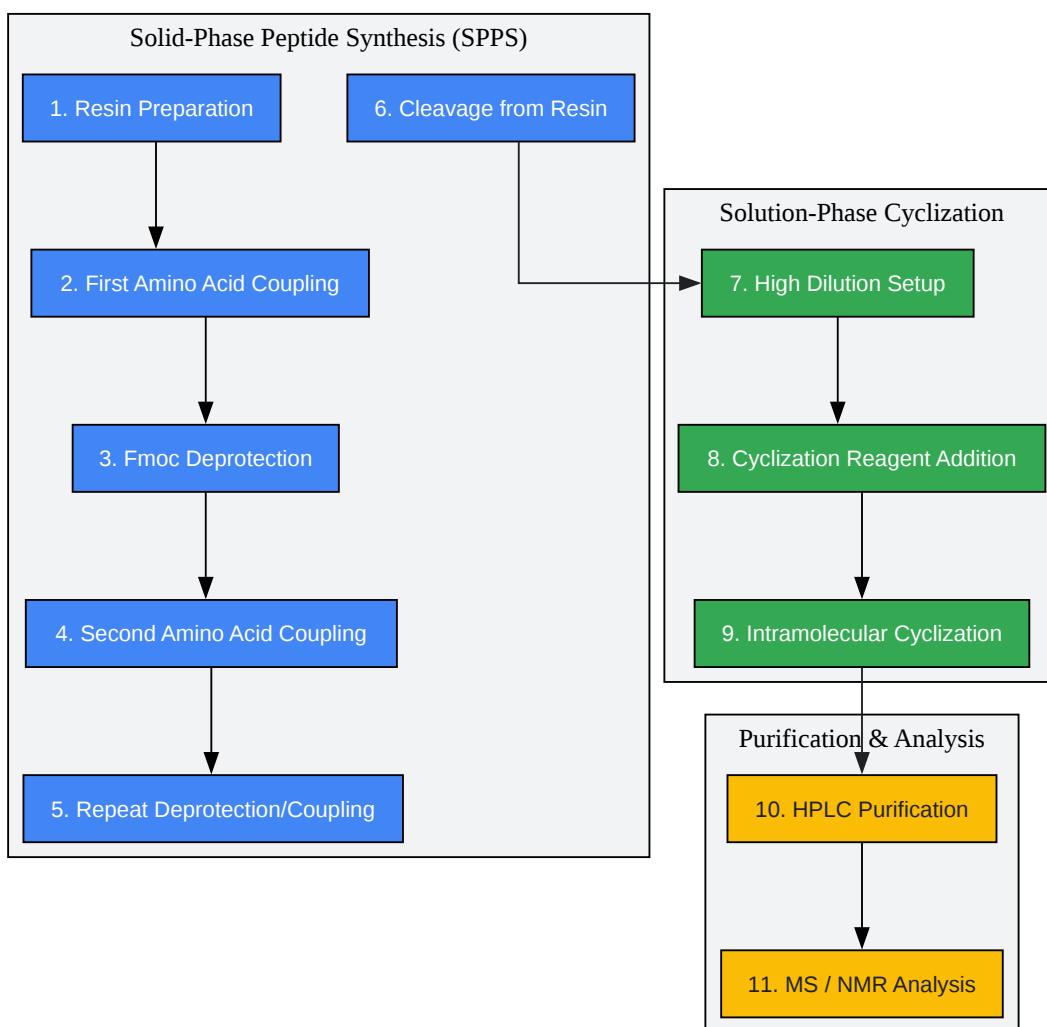 Solid-Phase Peptide Synthesis (SPPS)
1. Resin Preparation
2. First Amino Acid Coupling
3. Fmoc Deprotection
4. Second Amino Acid Coupling
5. Repeat Deprotection/Coupling
6. Cleavage from Resin
Solution-Phase Cyclization
7. High Dilution Setup
8. Cyclization Reagent Addition
9. Intramolecular Cyclization
Purification & Analysis
10. HPLC Purification
11. MS / NMR Analysis